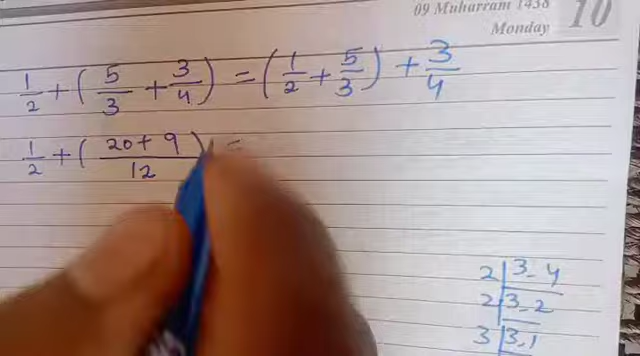 09 Muharram 1438
Monday 10
1/2 + ( 5/3 + 3/4 ) = ( 1/2 + 5/3 ) + 3/4
1/2 + ( 20 + 9 / 12 ) =
2 | 3 - 4
2 | 3 - 2
3 | 3 - 1